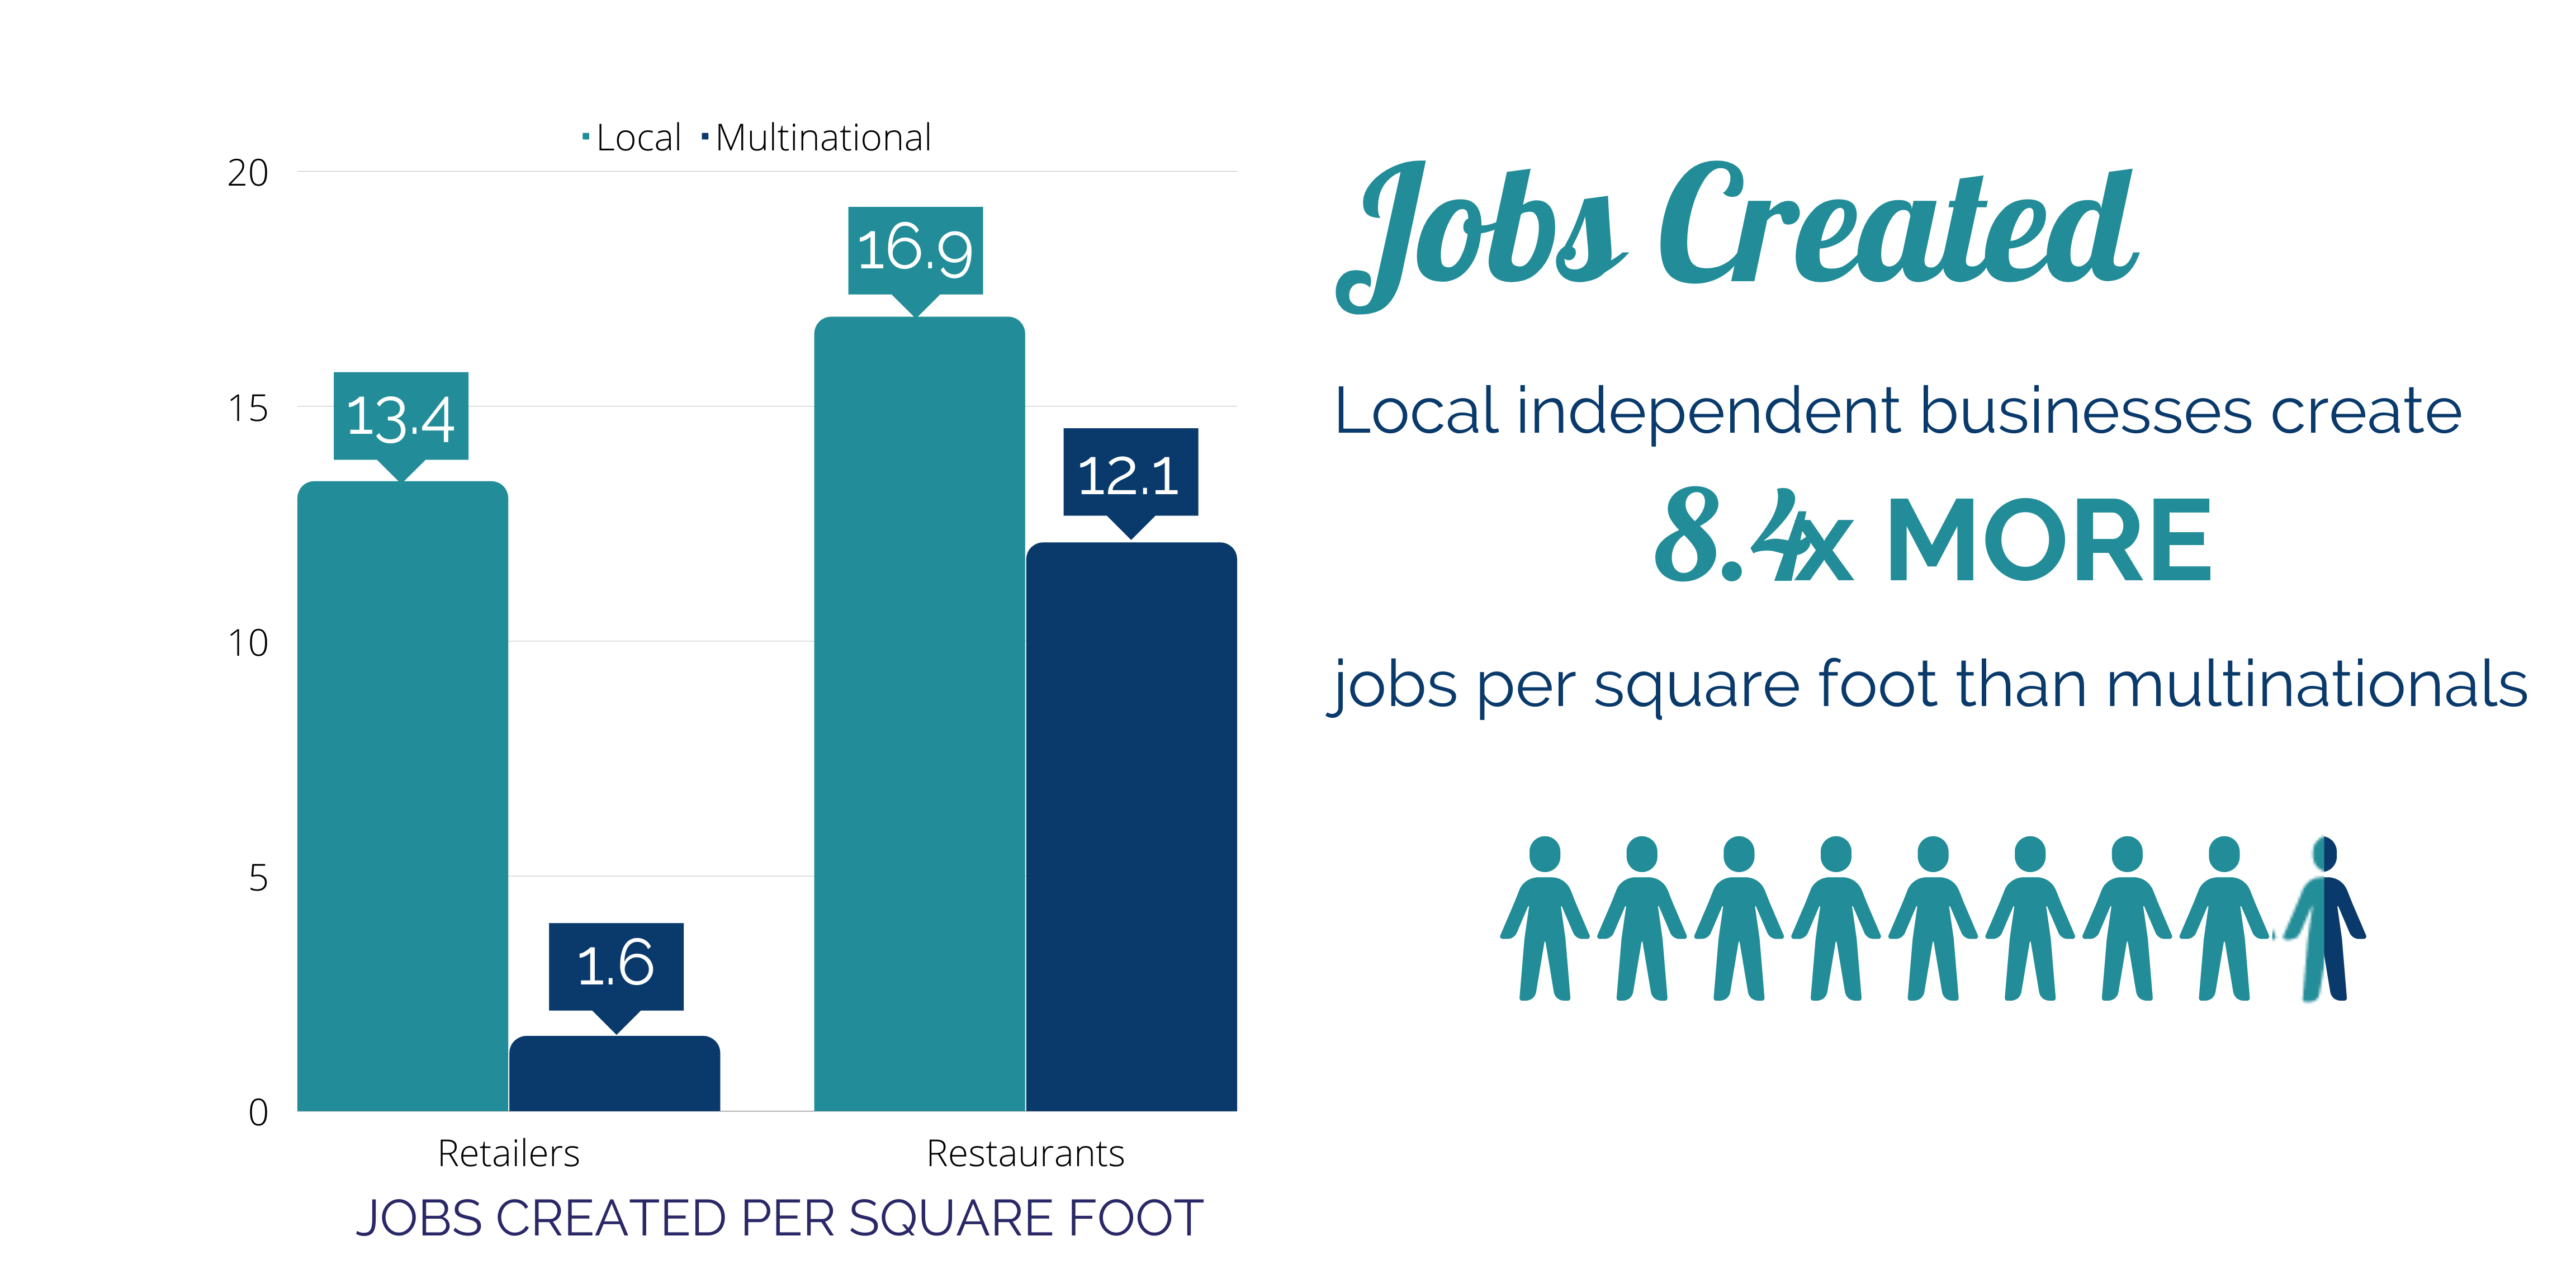 Local Multinational
20
15
10
5
0
13.4
1.6
16.9
12.1
Retailers Restaurants
JOBS CREATED PER SQUARE FOOT
Jobs Created
Local independent businesses create
8.4x MORE
jobs per square foot than multinationals